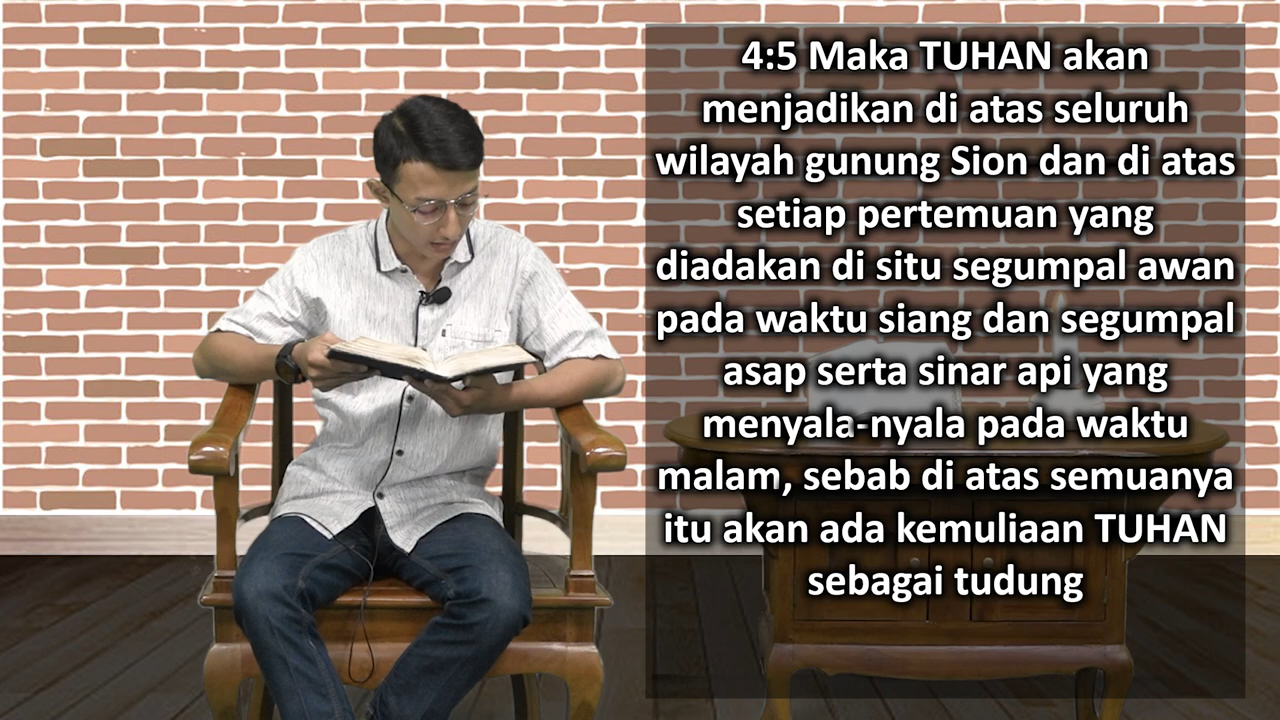 4:5 Maka TUHAN akan
menjadikan di atas seluruh
wilayah gunung Sion dan di atas
setiap pertemuan yang
diadakan di situ segumpal awan
pada waktu siang dan segumpal
asap serta sinar api yang
menyala-nyala pada waktu
malam, sebab di atas semuanya
itu akan ada kemuliaan TUHAN
sebagai tudung